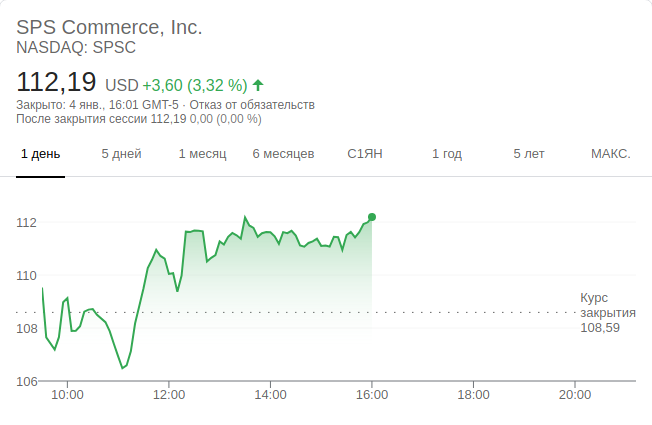 SPS Commerce, Inc.
NASDAQ: SPSC
112,19 USD +3,60 (3,32 %)
Закрыто: 4 янв., 16:01 GMT-5 · Отказ от обязательств
После закрытия сессии 112,19 0,00 (0,00 %)
1 день 5 дней 1 месяц 6 месяцев С1ЯН 1 год 5 лет МАКС.
112
110
Курс
закрытия
108,59
108
106
10:00 12:00 14:00 16:00 18:00 20:00